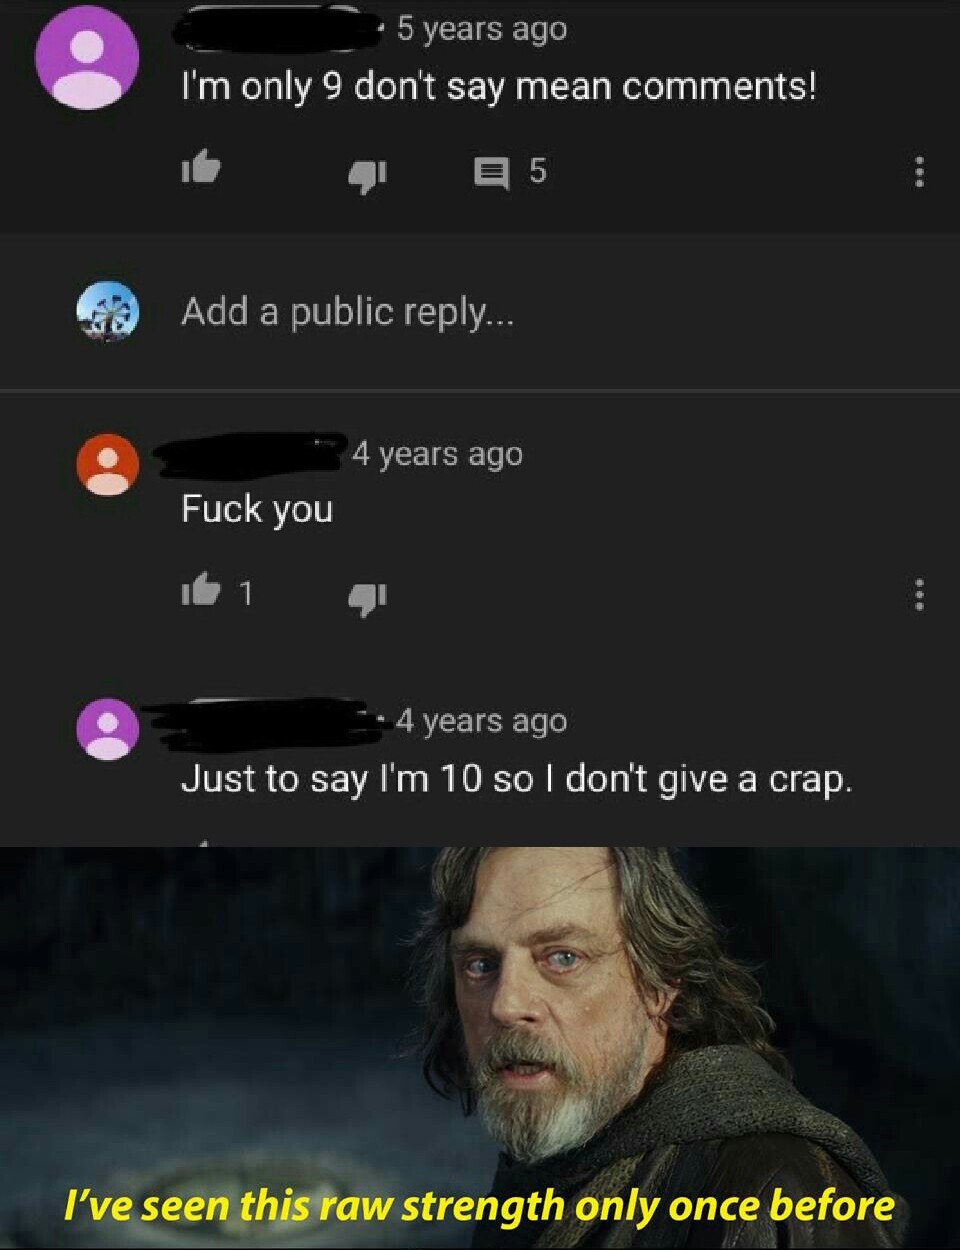 5 years ago
I'm only 9 don't say mean comments!
5
Add a public reply...
4 years ago
Fuck you
1
4 years ago
Just to say I'm 10 so I don't give a crap.
I've seen this raw strength only once before